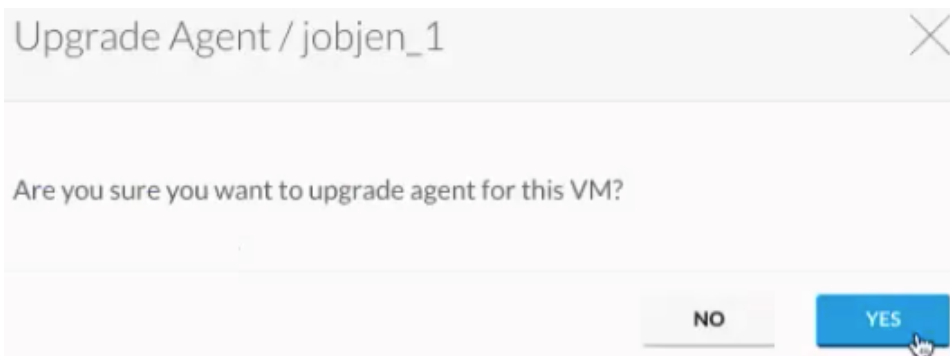 Upgrade Agent / jobjen_1
Are you sure you want to upgrade agent for this VM?
NO
YES